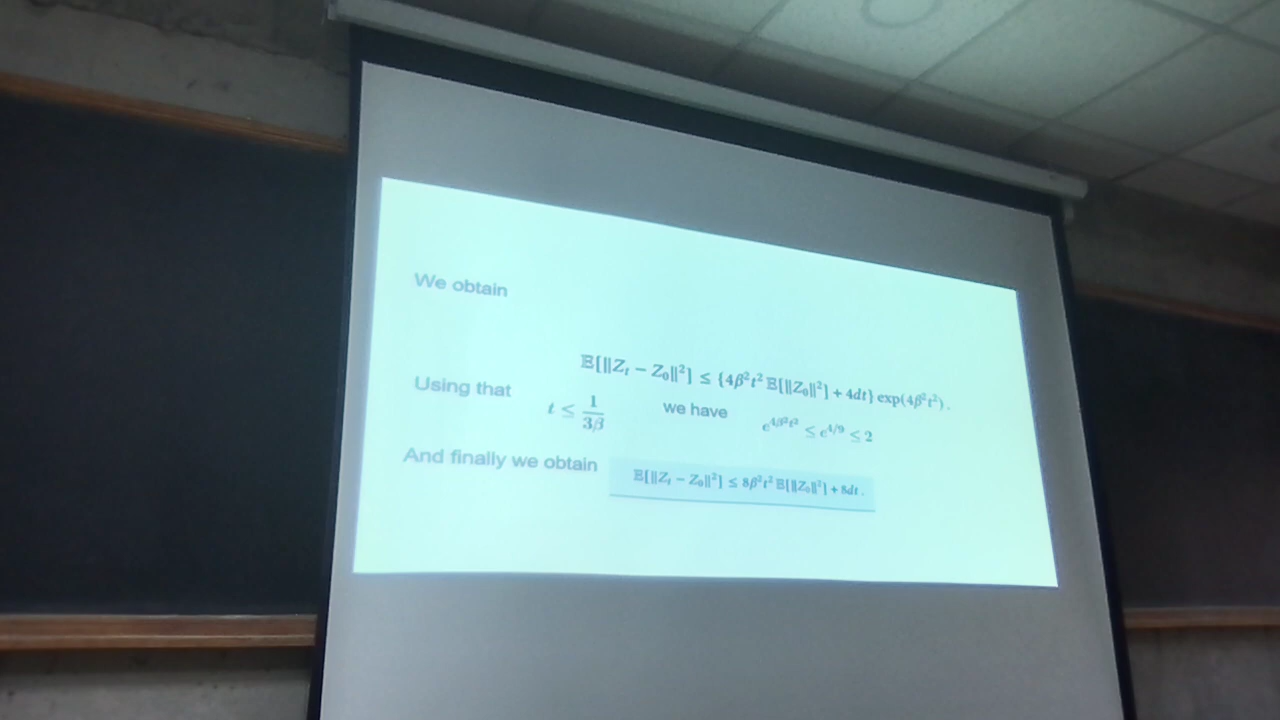 We obtain
𝔼[‖Z_t − Z_0‖²] ≤ {4β²t² 𝔼[‖Z_0‖²] + 4dt} exp(4β²t²).
Using that t ≤ 1/(3β) we have e^{4β²t²} ≤ e^{4/9} ≤ 2
And finally we obtain 𝔼[‖Z_t − Z_0‖²] ≤ 8β²t² 𝔼[‖Z_0‖²] + 8dt.